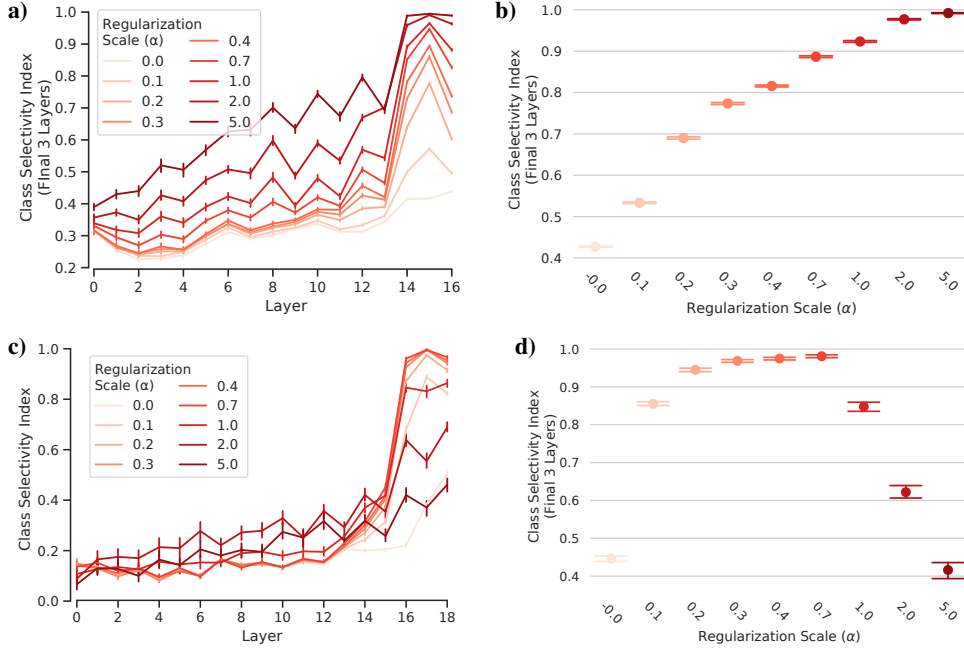 a)
Class Selectivity Index
(Final 3 Layers)
1.0
0.9
0.8
0.7
0.6
0.5
0.4
0.3
0.2
Regularization
Scale (α)
0.0
0.1
0.2
0.3
0.4
0.7
1.0
2.0
5.0
0 2 4 6 8 10 12 14 16
Layer
b)
Class Selectivity Index
(FInal 3 Layers)
1.0
0.9
0.8
0.7
0.6
0.5
0.4
-0.0 0.1 0.2 0.3 0.4 0.7 1.0 2.0 5.0
Regularization Scale (α)
c)
Class Selectivity Index
1.0
0.8
0.6
0.4
0.2
0.0
Regularization
Scale (α)
0.0
0.1
0.2
0.3
0.4
0.7
1.0
2.0
5.0
0 2 4 6 8 10 12 14 16 18
Layer
d)
Class Selectivity Index
(Final 3 Layers)
1.0
0.9
0.8
0.7
0.6
0.5
0.4
-0.0 0.1 0.2 0.3 0.4 0.7 1.0 2.0 5.0
Regularization Scale (α)